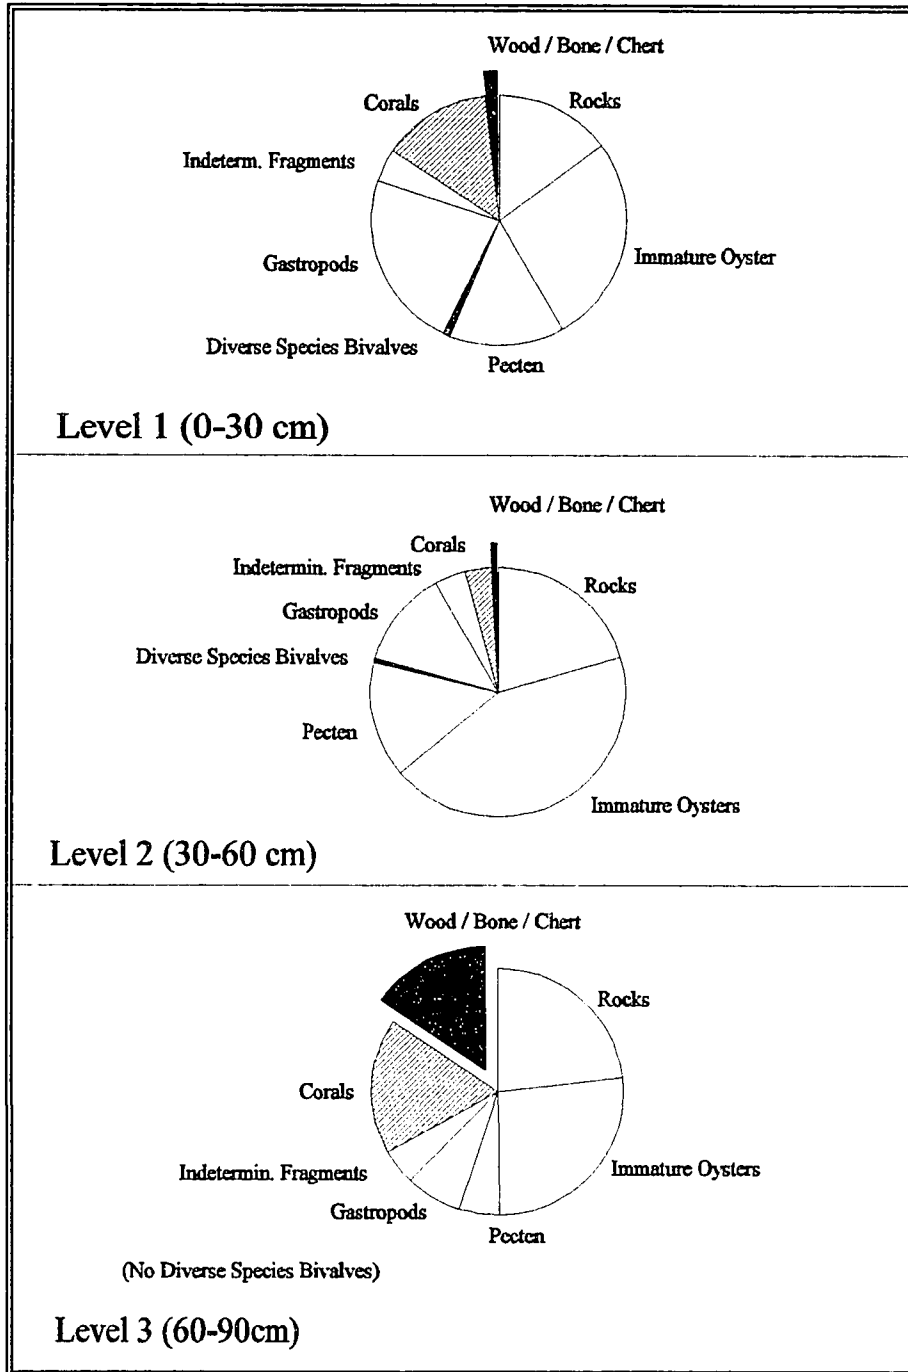 Wood / Bone / Chert
Corals
Rocks
Indeterm. Fragments
Immature Oyster
Gastropods
Diverse Species Bivalves
Pecten
Level 1 (0-30 cm)
Wood / Bone / Chert
Corals
Indetermin. Fragments
Rocks
Gastropods
Diverse Species Bivalves
Pecten
Immature Oysters
Level 2 (30-60 cm)
Wood / Bone / Chert
Rocks
Corals
Indetermin. Fragments
Immature Oysters
Gastropods
Pecten
(No Diverse Species Bivalves)
Level 3 (60-90cm)